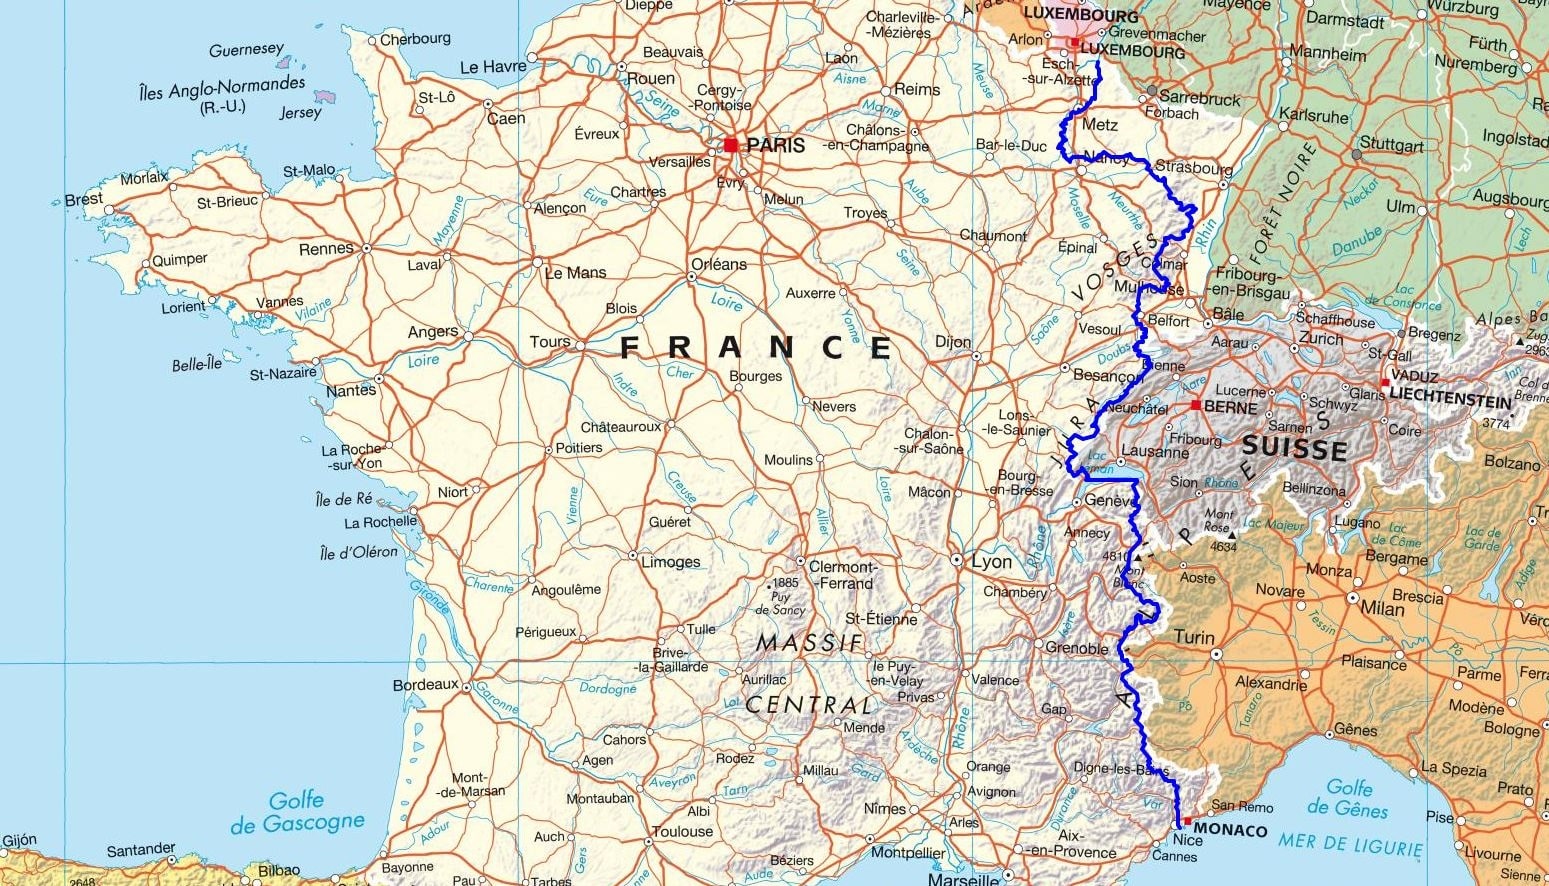 Dieppe
Charleville-
-Mézières
LUXEMBOURG
Arlon
Grevenmacher
LUXEMBOURG
Mayence
Würzburg
Darmstadt
Fürth
Nuremberg
Mannheim
Cherbourg
Guernesey
Îles Anglo-Normandes
(R.-U.)
Jersey
Le Havre
Beauvais
Laon
Aisne
Rouen
Seine
Cergy-
-Pontoise
Reims
Marne
Meuse
Esch-
-sur-Alzette
Sarrebruck
Forbach
Metz
Karlsruhe
Stuttgart
Ingolstadt
St-Lô
Caen
Évreux
PARIS
Versailles
Châlons-
-en-Champagne
Bar-le-Duc
Nancy
Strasbourg
Évry
Melun
Aube
Moselle
Meurthe
Rhin
FORÊT NOIRE
Neckar
Augsbourg
Ulm
Danube
Lech
Morlaix
St-Malo
Brest
St-Brieuc
Chartres
Eure
Alençon
Mayenne
Troyes
Chaumont
Épinal
VOSGES
Colmar
Quimper
Rennes
Laval
Le Mans
Orléans
Seine
Fribourg-
-en-Brisgau
Lac
de Constance
Lorient
Vannes
Vilaine
Blois
Loire
Auxerre
Yonne
Mulhouse
Saône
Belfort
Bâle
Schaffhouse
Bregenz
Vesoul
Belle-Île
Angers
Loire
Tours
FRANCE
Dijon
Doubs
Aarau
Zurich
St-Gall
VADUZ
LIECHTENSTEIN
Inn
St-Nazaire
Nantes
Indre
Cher
Bourges
Besançon
Bienne
Aare
Lucerne
Glaris
Schwyz
Nevers
Neuchâtel
BERNE
Sarnen
Coire
3774
Châteauroux
Chalon-
-sur-Saône
Lons-
-le-Saunier
JURA
Fribourg
SUISSE
La Roche-
-sur-Yon
Poitiers
Moulins
Lausanne
Lac
Léman
Bolzano
Niort
Île de Ré
La Rochelle
Île d'Oléron
Vienne
Creuse
Guéret
Loire
Allier
Mâcon
Bourg-
-en-Bresse
Genève
Sion
Rhône
Bellinzona
Mont
Rose
4634
Lac Majeur
Lugano
Lac
de Côme
Lac de
Garde
Annecy
Rhône
Limoges
Clermont-
-Ferrand
Lyon
Mont
Blanc
ALPES
Aoste
Bergame
Monza
Charente
Gironde
Angoulême
1885
Puy
de Sancy
Chambéry
Novare
Brescia
Adige
Milan
Tessin
St-Étienne
Isère
Périgueux
Tulle
Brive-
-la-Gaillarde
MASSIF
CENTRAL
Grenoble
Turin
Pô
Plaisance
Parme
Bordeaux
Garonne
Dordogne
Aurillac
le Puy-
-en-Velay
Privas
Valence
Alexandrie
Lot
Mende
Gap
Pô
Tanaro
Modène
Bologne
Gênes
Cahors
Agen
Rodez
Ardèche
Rhône
La Spezia
Golfe
de Gascogne
Mont-
-de-Marsan
Montauban
Aveyron
Tarn
Millau
Gard
Orange
Avignon
Durance
Digne-les-Bains
Var
San Remo
Golfe
de Gênes
Prato
Pise
Gijón
Santander
Bilbao
2648
Adour
Auch
Gers
Albi
Toulouse
Nîmes
Arles
Aix-
-en-Provence
MONACO
Nice
Cannes
MER DE LIGURIE
Livourne
Sienne
Bayonne
Pau
Tarbes
Béziers
Aude
Montpellier
Marseille